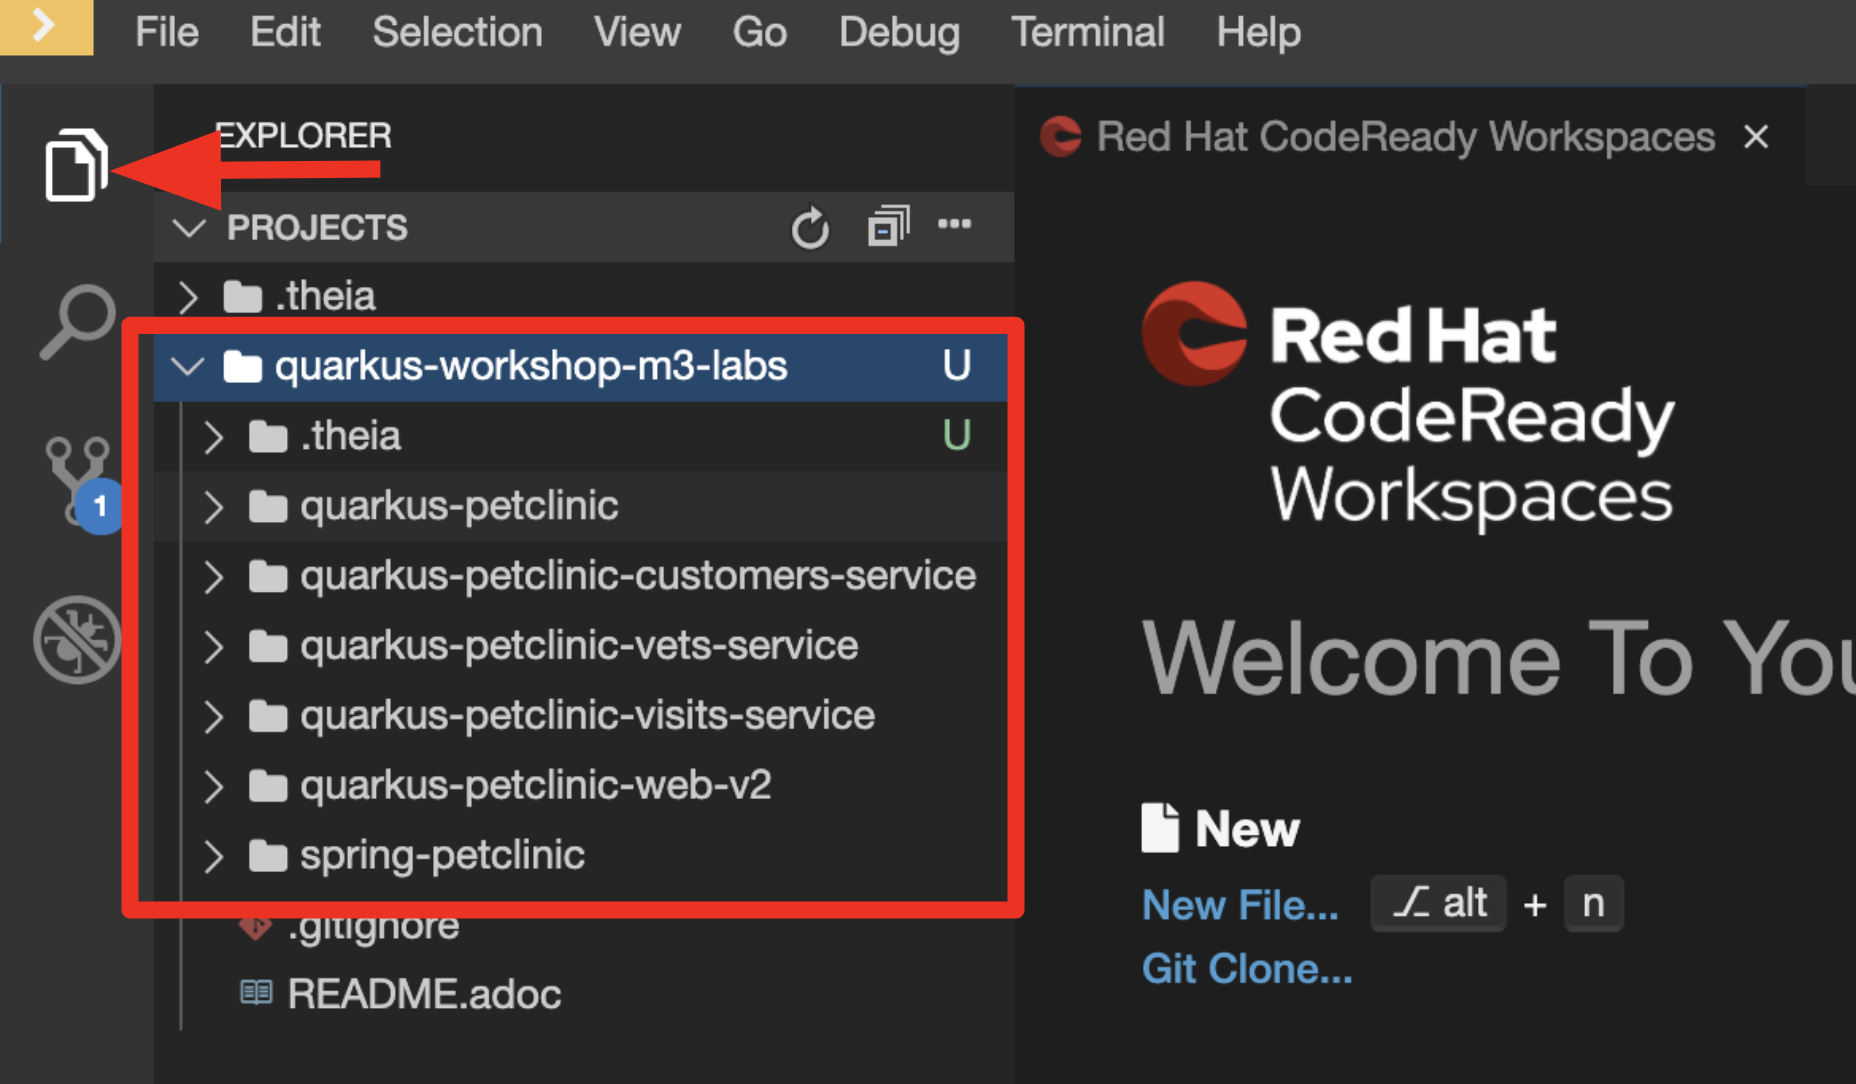 File Edit Selection View Go Debug Terminal Help
EXPLORER
PROJECTS
.theia
quarkus-workshop-m3-labs U
.theia U
quarkus-petclinic
quarkus-petclinic-customers-service
quarkus-petclinic-vets-service
quarkus-petclinic-visits-service
quarkus-petclinic-web-v2
spring-petclinic
.gitignore
README.adoc
1
Red Hat CodeReady Workspaces
Red Hat
CodeReady
Workspaces
Welcome To You
New
New File... ⌥ alt + n
Git Clone...